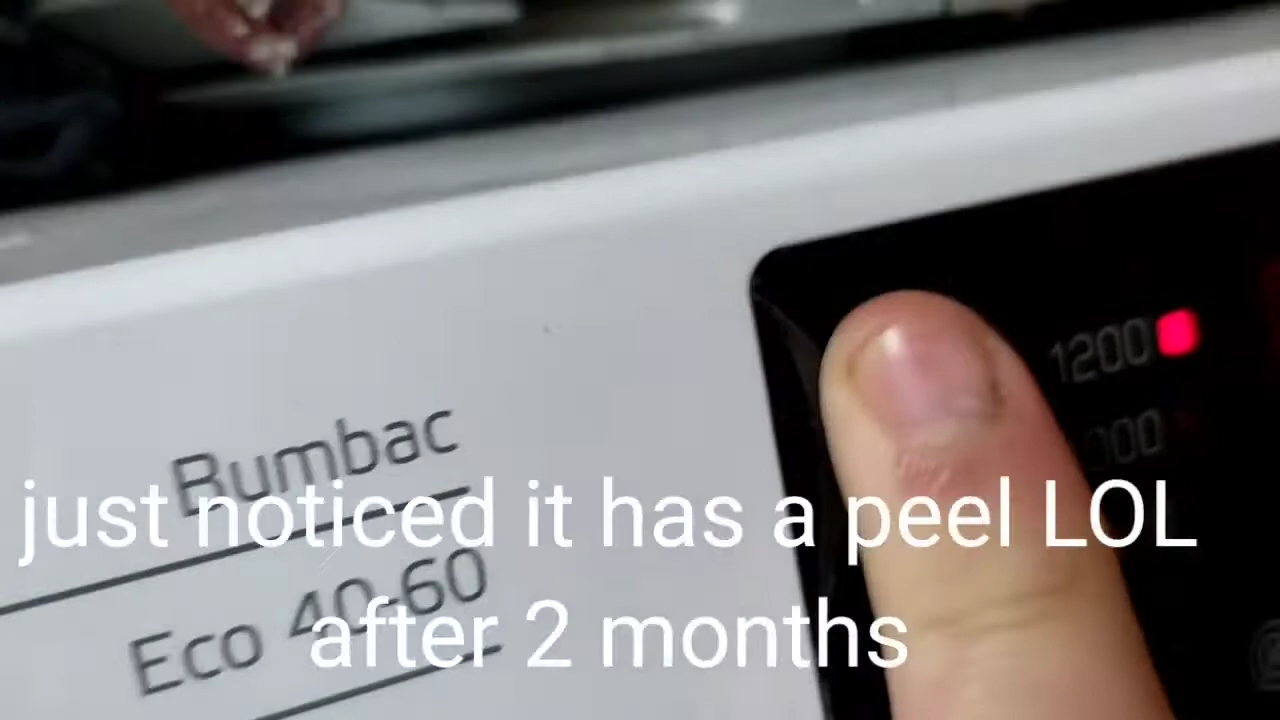 Bumbac
just noticed it has a peel LOL
Eco 40-60
after 2 months
1200